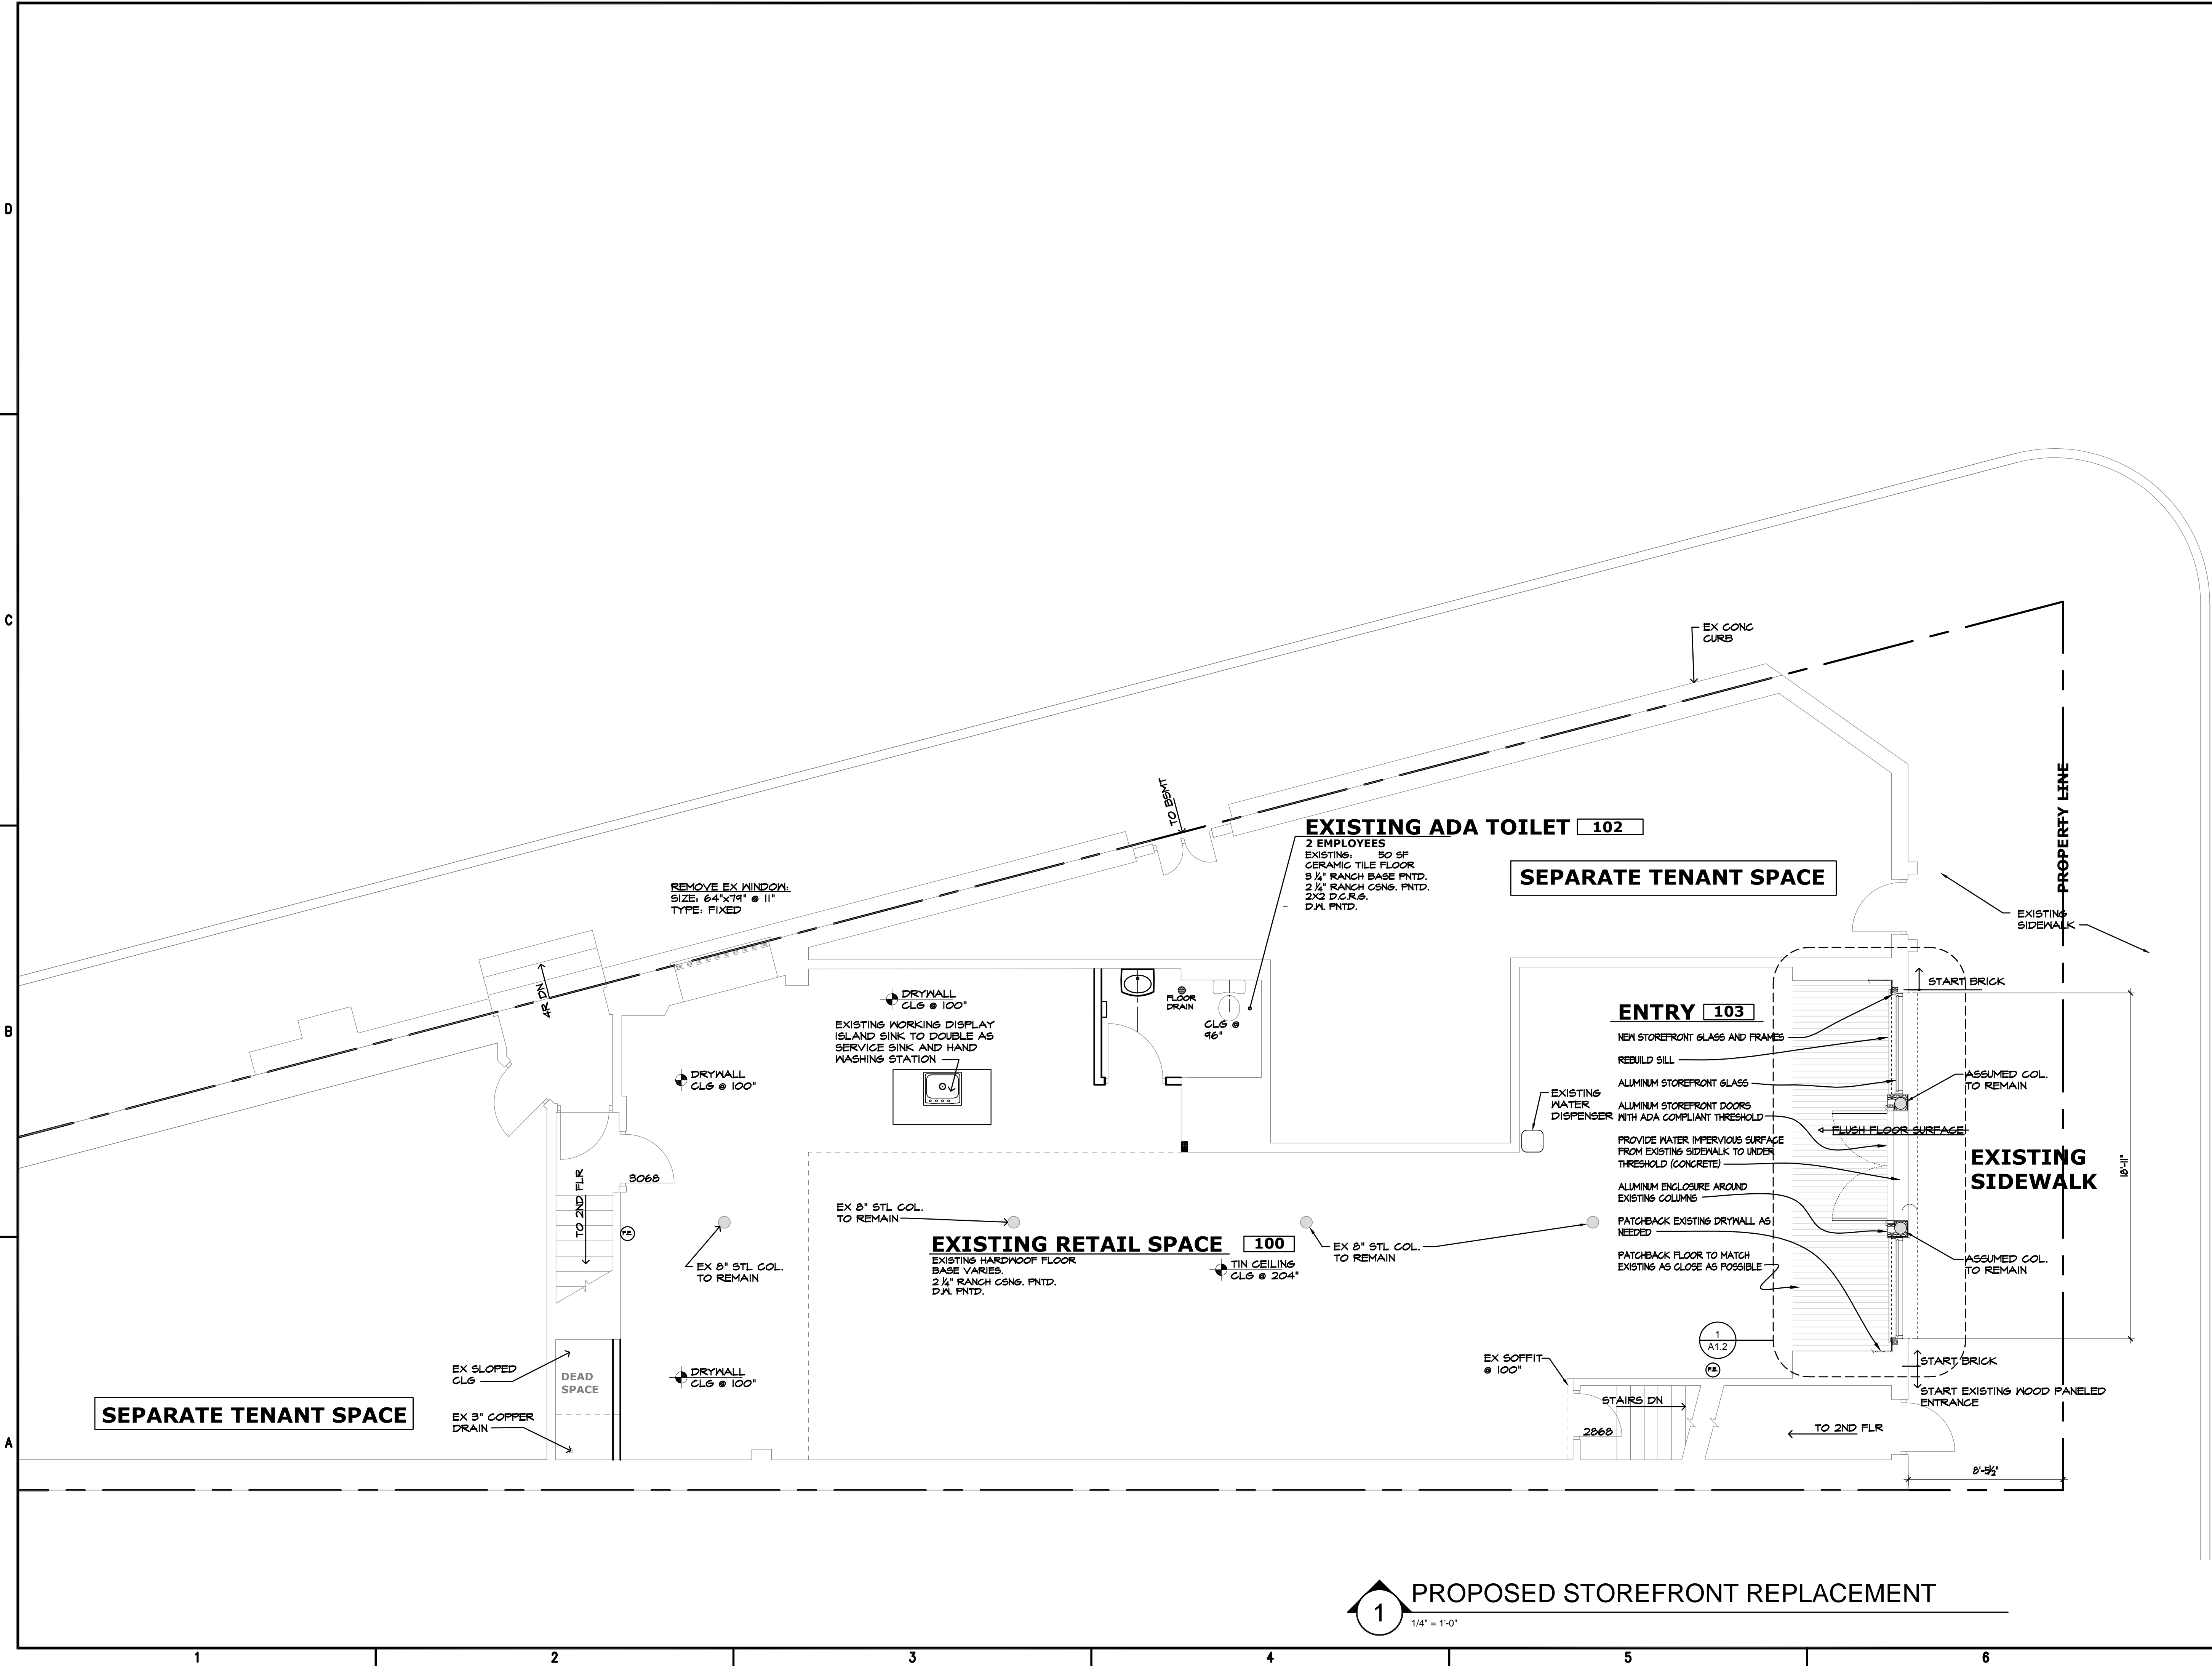 D
C
B
A
EX CONC
CURB
PROPERTY LINE
TO BSMT
EXISTING ADA TOILET 102
2 EMPLOYEES
EXISTING: 50 SF
CERAMIC TILE FLOOR
3 1/4" RANCH BASE PNTD.
2 1/4" RANCH CSNG. PNTD.
2X2 D.C.R.G.
D.W. PNTD.
SEPARATE TENANT SPACE
REMOVE EX WINDOW:
SIZE: 64"x79" @ 11"
TYPE: FIXED
EXISTING
SIDEWALK
4R DN
DRYWALL
CLG @ 100"
FLOOR
DRAIN
CLG @
96"
EXISTING WORKING DISPLAY
ISLAND SINK TO DOUBLE AS
SERVICE SINK AND HAND
WASHING STATION
DRYWALL
CLG @ 100"
START BRICK
ENTRY 103
NEW STOREFRONT GLASS AND FRAMES
REBUILD SILL
ALUMINUM STOREFRONT GLASS
ALUMINUM STOREFRONT DOORS
WITH ADA COMPLIANT THRESHOLD
PROVIDE WATER IMPERVIOUS SURFACE
FROM EXISTING SIDEWALK TO UNDER
THRESHOLD (CONCRETE)
ALUMINUM ENCLOSURE AROUND
EXISTING COLUMNS
PATCHBACK EXISTING DRYWALL AS
NEEDED
PATCHBACK FLOOR TO MATCH
EXISTING AS CLOSE AS POSSIBLE
EXISTING
WATER
DISPENSER
ASSUMED COL.
TO REMAIN
FLUSH FLOOR SURFACE
EXISTING
SIDEWALK
18'-11"
ASSUMED COL.
TO REMAIN
3068
TO 2ND FLR
F.E.
EX 8" STL COL.
TO REMAIN
EX 8" STL COL.
TO REMAIN
EXISTING RETAIL SPACE 100
EXISTING HARDWOOF FLOOR
BASE VARIES.
2 1/4" RANCH CSNG. PNTD.
D.W. PNTD.
TIN CEILING
CLG @ 204"
EX 8" STL COL.
TO REMAIN
1
A1.2
F.E.
EX SOFFIT
@ 100"
START BRICK
START EXISTING WOOD PANELED
ENTRANCE
EX SLOPED
CLG
DEAD
SPACE
DRYWALL
CLG @ 100"
SEPARATE TENANT SPACE
EX 3" COPPER
DRAIN
STAIRS DN
2868
TO 2ND FLR
8'-5 1/2"
1 PROPOSED STOREFRONT REPLACEMENT
1/4" = 1'-0"
1 2 3 4 5 6